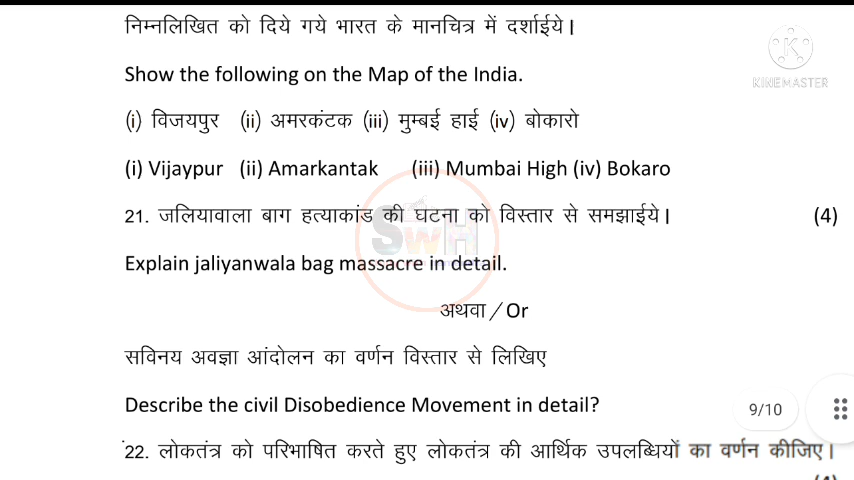 निम्नलिखित को दिये गये भारत के मानचित्र में दर्शाईये।
KINEMASTER
Show the following on the Map of the India.
(i) विजयपुर (ii) अमरकंटक (iii) मुम्बई हाई (iv) बोकारो
(i) Vijaypur (ii) Amarkantak (iii) Mumbai High (iv) Bokaro
21. जलियावाला बाग हत्याकांड की घटना को विस्तार से समझाईये। (4)
SWH
Explain jaliyanwala bag massacre in detail.
अथवा/Or
सविनय अवज्ञा आंदोलन का वर्णन विस्तार से लिखिए
Describe the civil Disobedience Movement in detail?
9/10
22. लोकतंत्र को परिभाषित करते हुए लोकतंत्र की आर्थिक उपलब्धियों का वर्णन कीजिए।